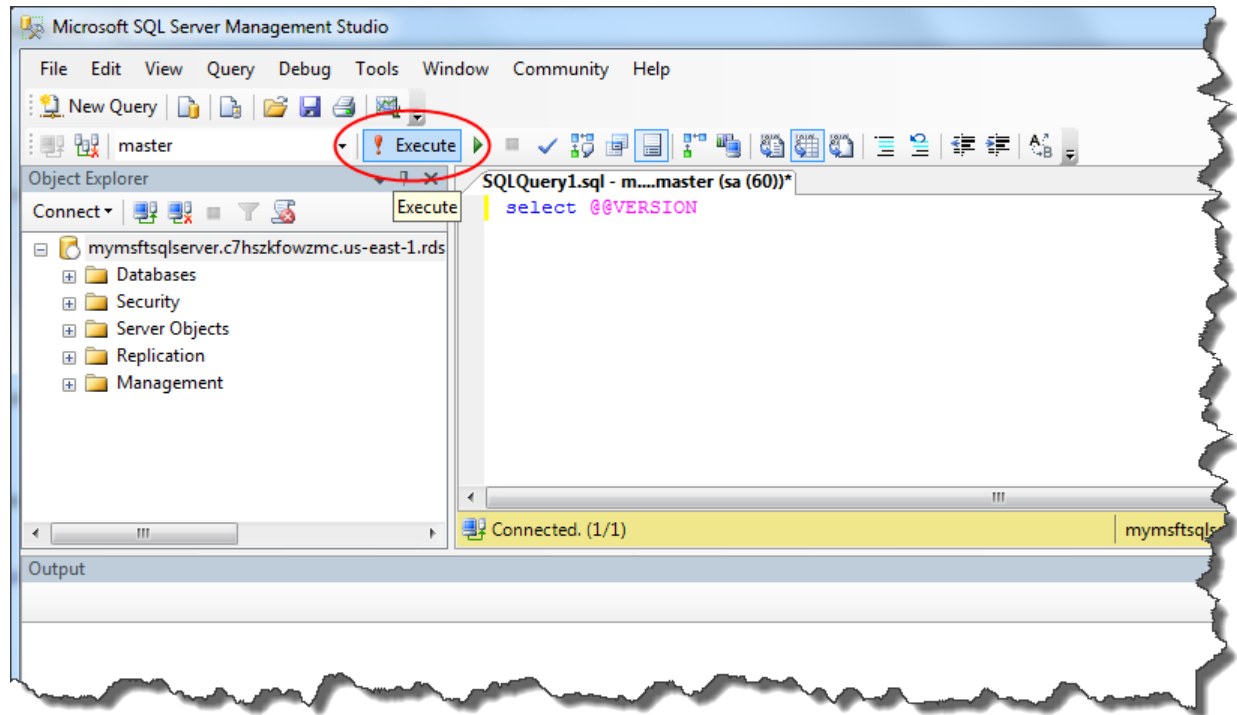 Microsoft SQL Server Management Studio
File Edit View Query Debug Tools Window Community Help
New Query
master
Execute
Object Explorer
SQLQuery1.sql - m....master (sa (60))*
Connect
Execute
select @@VERSION
mymsftsqlserver.c7hszkfowzmc.us-east-1.rds
Databases
Security
Server Objects
Replication
Management
Connected. (1/1)
mymsftsqls
Output